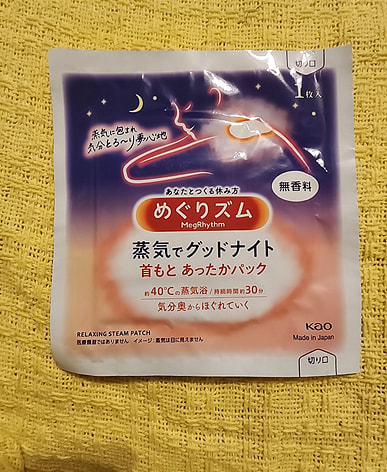 切り口
1枚入
蒸気に包まれ
気分とろ〜り夢心地
無香料
あなたとつくる休み方
めぐりズム
MegRhythm
蒸気でグッドナイト
首もと あったかパック
約40℃の蒸気浴/持続時間 約30分
気分奥からほぐれていく
RELAXING STEAM PATCH
医療機器ではありません イメージ:蒸気は目に見えません
Kao
Made in Japan
切り口